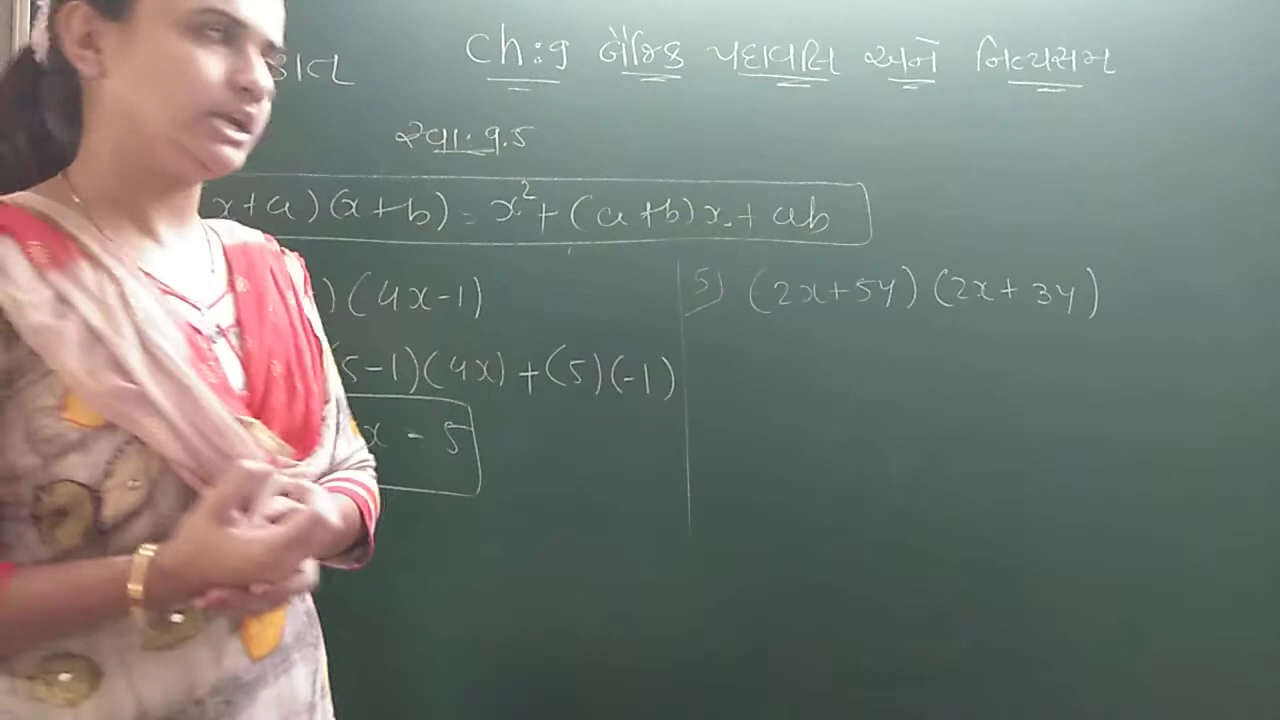 Ch:9 બૈજિક પદાવલિ અને નિત્યસમ
સ્વા. 9.5
x+a)(x+b) = x² + (a+b)x + ab
)(4x-1)
5-1)(4x) + (5)(-1)
x - 5
5) (2x+5y)(2x+3y)